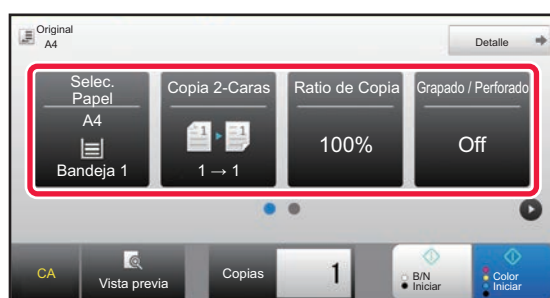 Original
A4
Detalle
Selec.
Papel
A4
Bandeja 1
Copia 2-Caras
1
1
1 → 1
Ratio de Copia
100%
Grapado / Perforado
Off
CA
Vista previa
Copias
1
B/N
Iniciar
Color
Iniciar